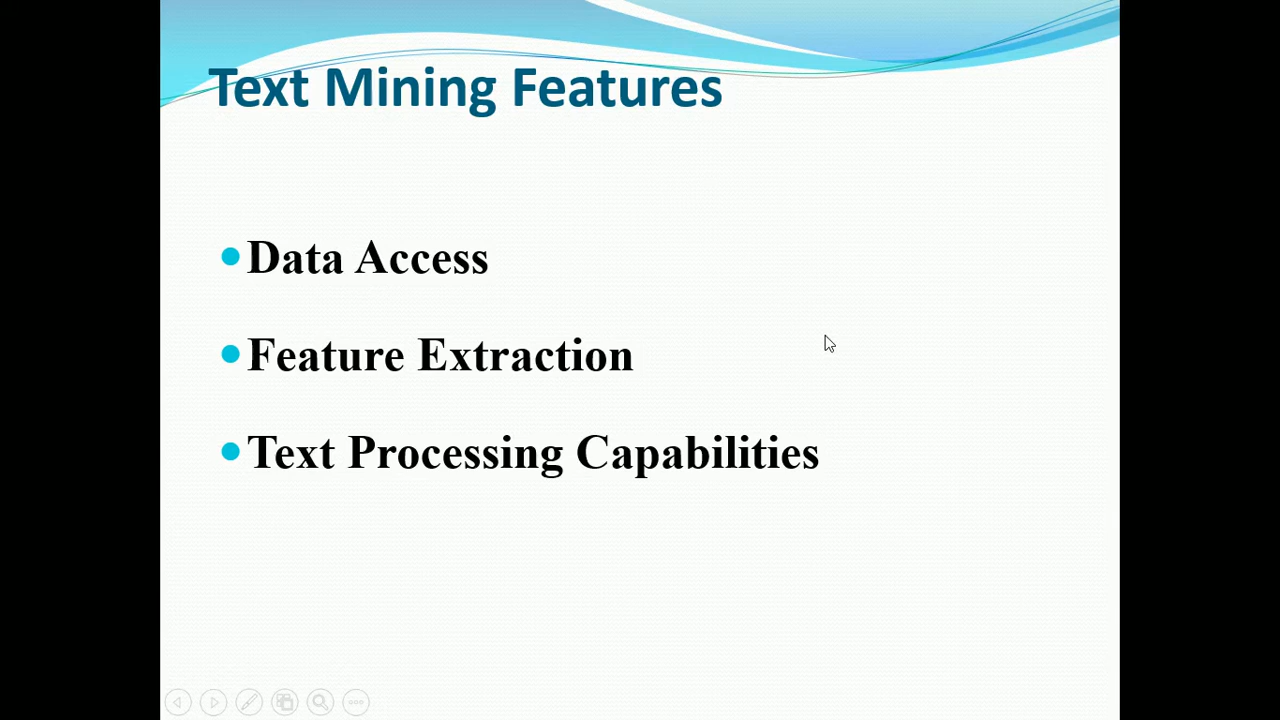 Text Mining Features
Data Access
Feature Extraction
Text Processing Capabilities